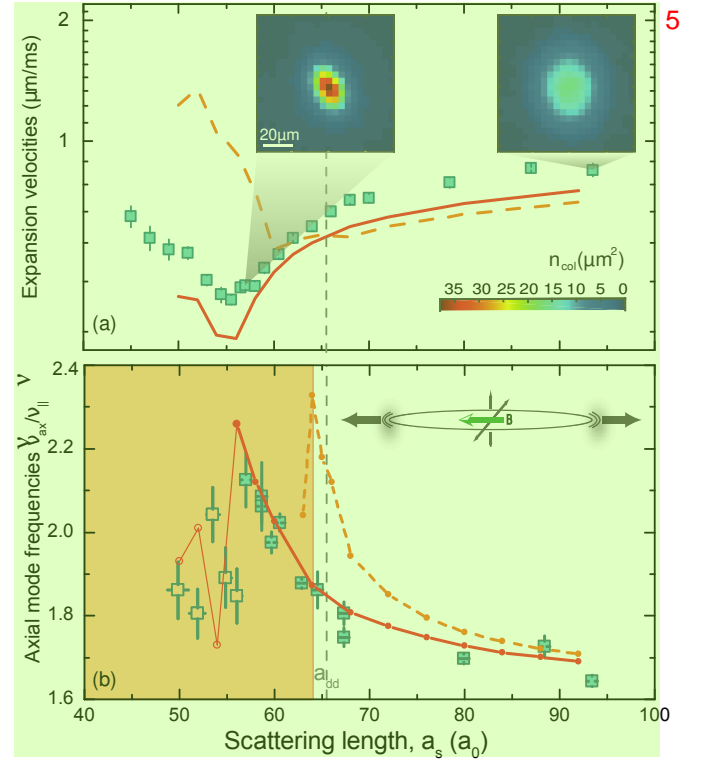 5
2
1
Expansion velocities (μm/ms)
20μm
n_col(μm²)
35 30 25 20 15 10 5 0
(a)
2.4
2.2
2.0
1.8
1.6
Axial mode frequencies ν_ax/ν_||
ν
B
(b)
a_dd
40 50 60 70 80 90 100
Scattering length, a_s (a_0)